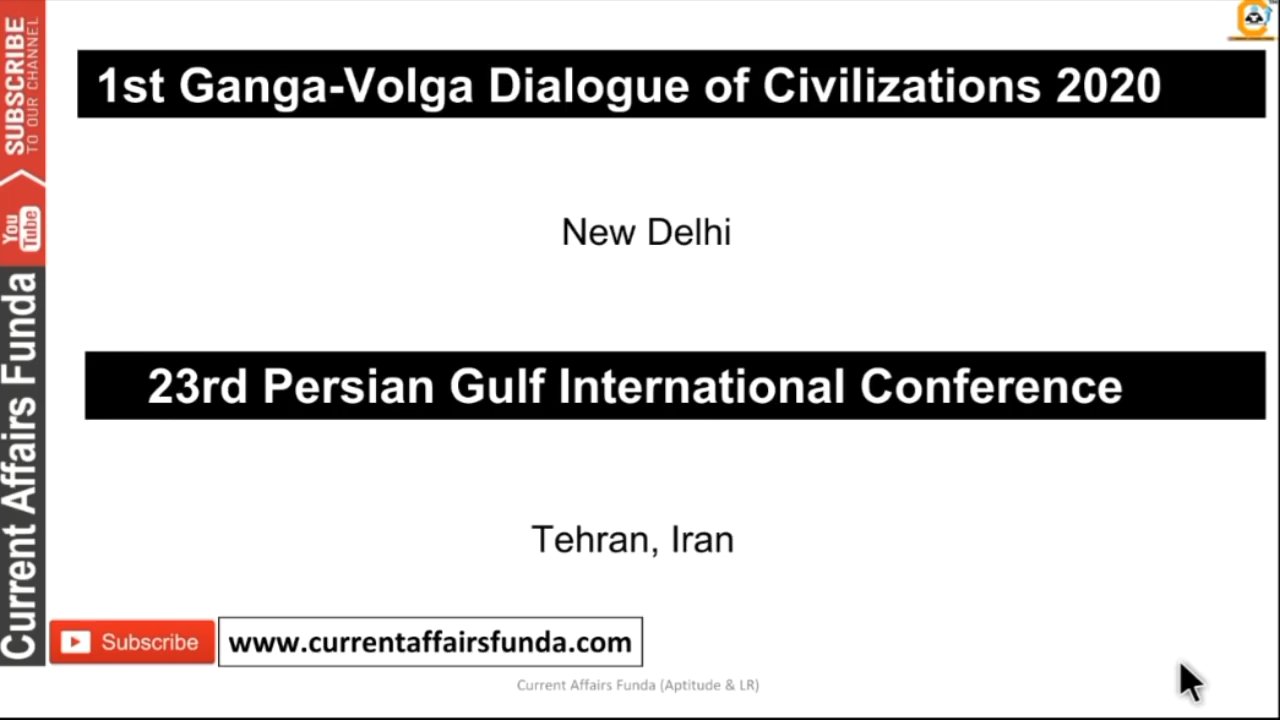 SUBSCRIBE
TO OUR CHANNEL
You
Tube
Current Affairs Funda
1st Ganga-Volga Dialogue of Civilizations 2020
New Delhi
23rd Persian Gulf International Conference
Tehran, Iran
Subscribe
www.currentaffairsfunda.com
Current Affairs Funda (Aptitude & LR)